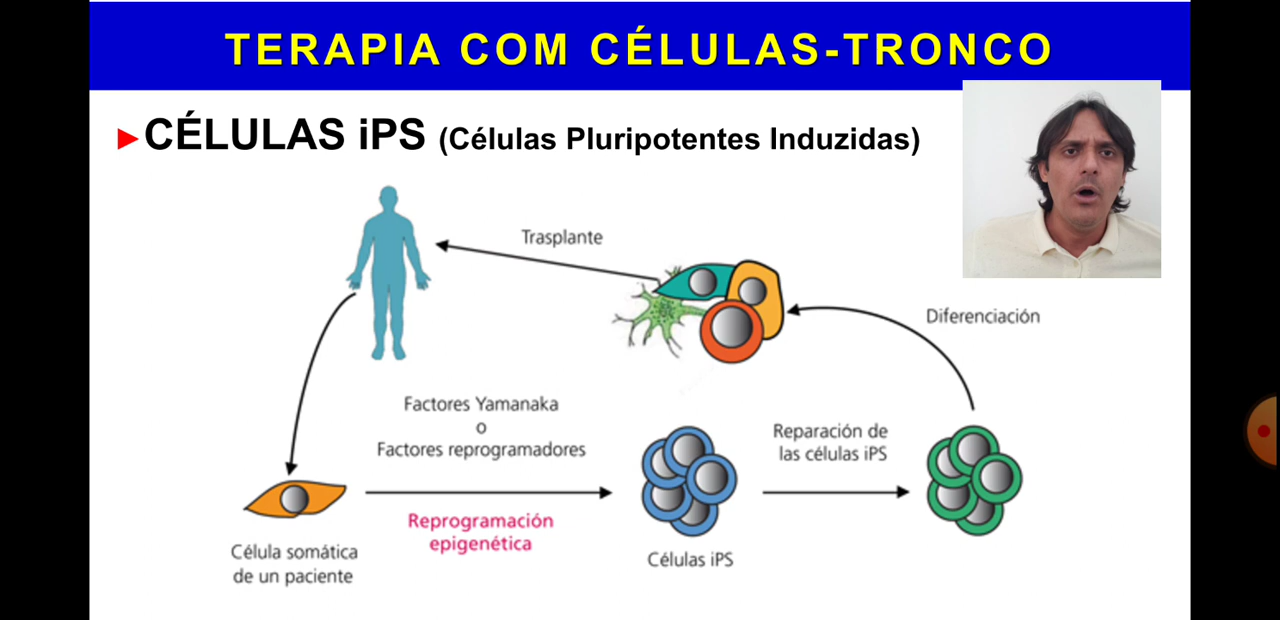 TERAPIA COM CÉLULAS-TRONCO
►CÉLULAS iPS (Células Pluripotentes Induzidas)
Trasplante
Diferenciación
Factores Yamanaka
o
Factores reprogramadores
Reparación de
las células iPS
Reprogramación
epigenética
Célula somática
de un paciente
Células iPS